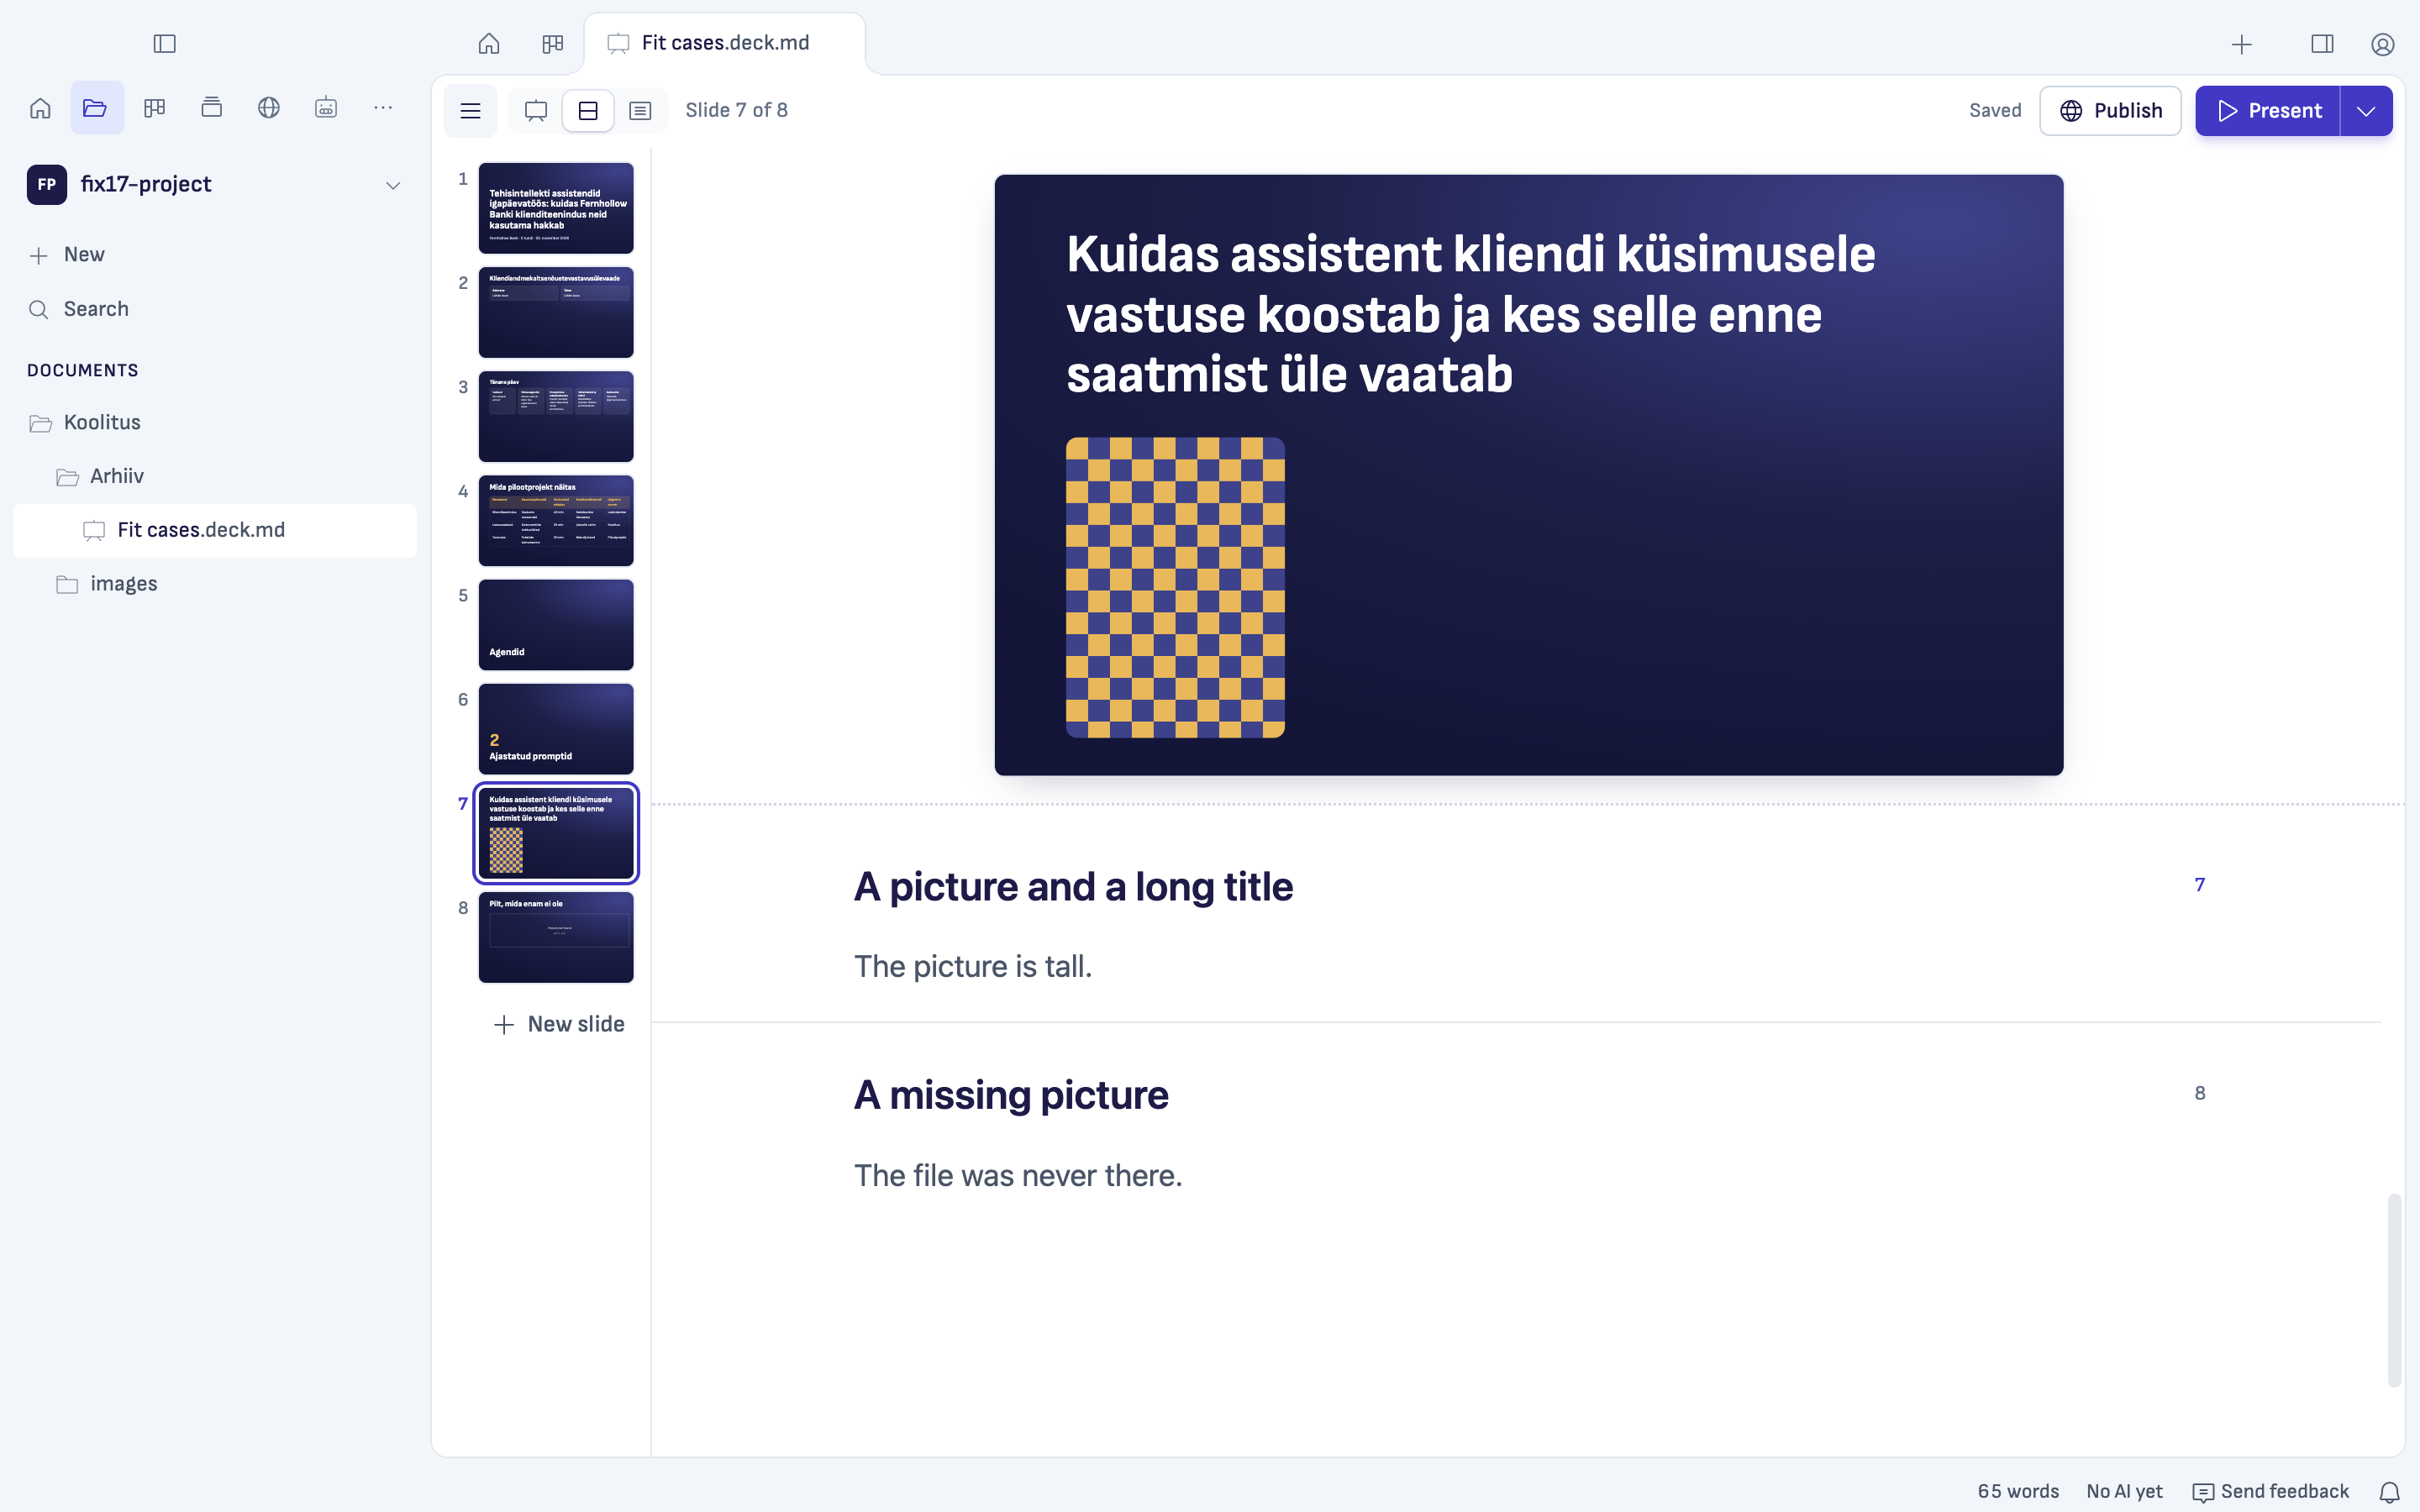 Fit cases.deck.md
Slide 7 of 8
Saved
Publish
Present
FP
fix17-project
New
Search
DOCUMENTS
Koolitus
Arhiiv
Fit cases.deck.md
images
1
Tehisintellekti assistendid
igapäevatöös: kuidas Fernhollow
Banki klienditeenindus neid
kasutama hakkab
2
Kliendiandmekaitsenõuetevastavusülevaade
3
Tänane päev
4
Mida pilootprojekt näitas
5
Agendid
6
2
Ajastatud promptid
7
Kuidas assistent kliendi küsimusele
vastuse koostab ja kes selle enne
saatmist üle vaatab
8
Pilt, mida enam ei ole
New slide
Kuidas assistent kliendi küsimusele
vastuse koostab ja kes selle enne
saatmist üle vaatab
A picture and a long title
7
The picture is tall.
A missing picture
8
The file was never there.
65 words
No AI yet
Send feedback